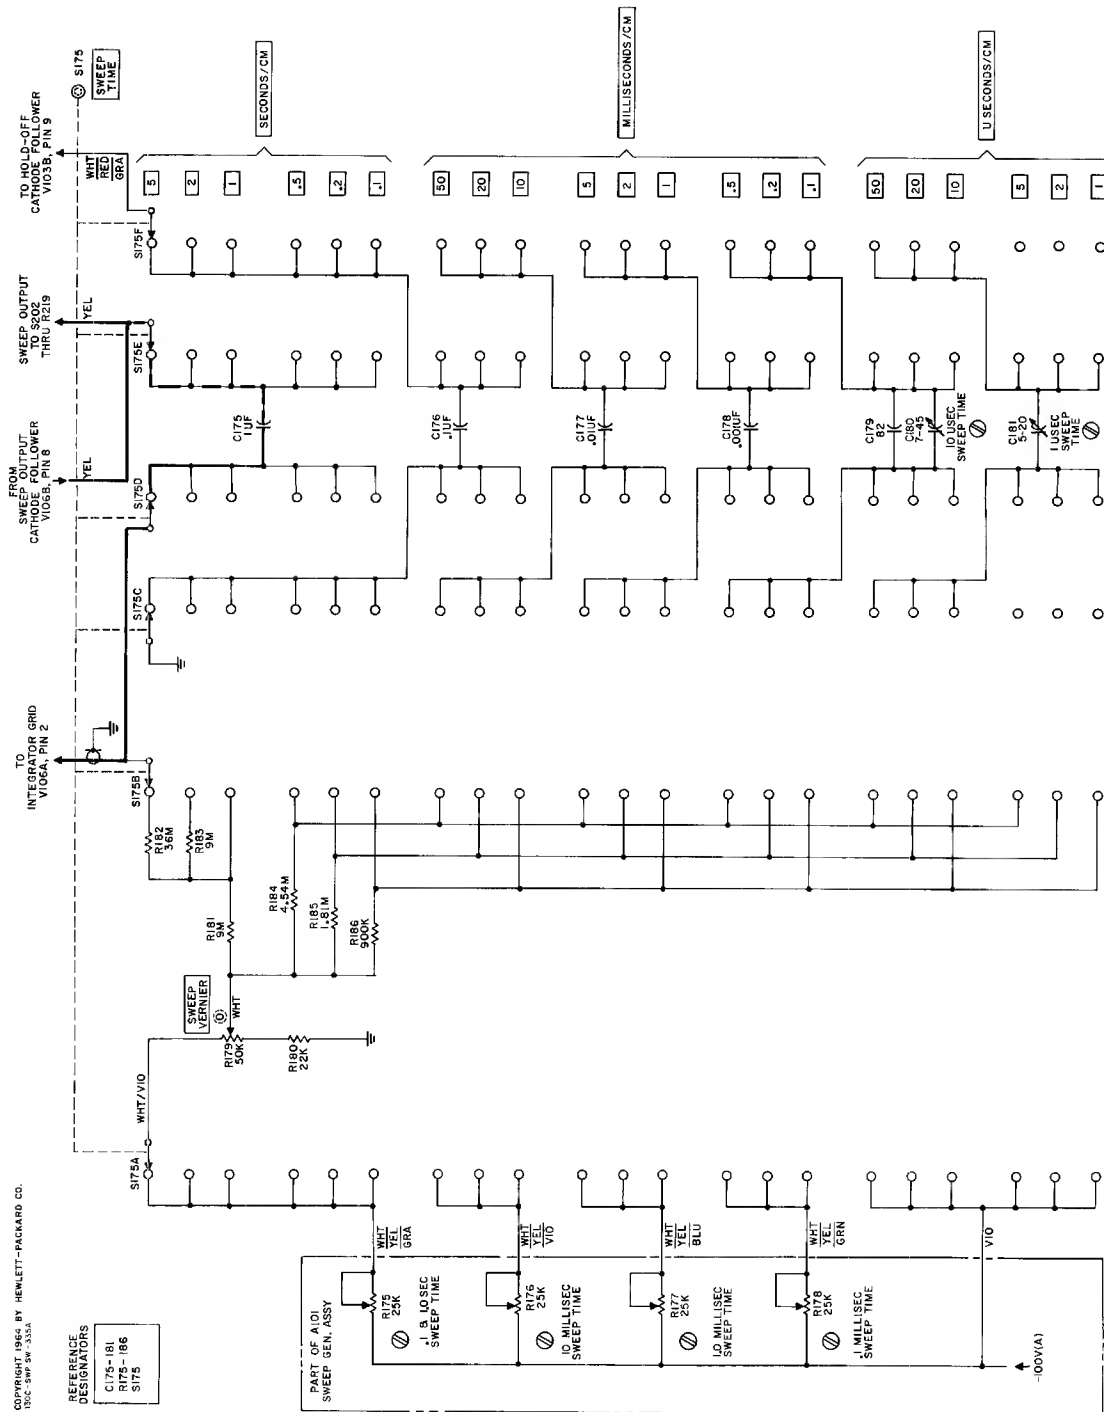 COPYRIGHT 1964 BY HEWLETT-PACKARD CO.
130C-SWP SW-335A
REFERENCE
DESIGNATORS
C175-181
R175-186
S175
TO
INTEGRATOR GRID
V106A, PIN 2
FROM
SWEEP OUTPUT
CATHODE FOLLOWER
V106B, PIN 8
YEL
SWEEP OUTPUT
TO S202
THRU R219
YEL
TO HOLD-OFF
CATHODE FOLLOWER
V103B, PIN 9
WHT
RED
GRA
S175
SWEEP
TIME
S175A
WHT/VIO
S175B
S175C
S175D
S175E
S175F
R182
36M
R183
9M
R181
9M
SWEEP
VERNIER
WHT
R179
50K
R180
22K
R184
4.54M
R185
1.81M
R186
900K
C175
1UF
C176
.1UF
C177
.01UF
C178
.001UF
C179
82
C180
7-45
10 USEC
SWEEP TIME
C181
5-20
1 USEC
SWEEP
TIME
5
2
1
.5
.2
.1
SECONDS/CM
50
20
10
5
2
1
.5
.2
.1
MILLISECONDS/CM
50
20
10
5
2
1
U SECONDS/CM
PART OF A101
SWEEP GEN. ASSY
WHT
YEL
GRA
R175
25K
.1 & 1.0 SEC
SWEEP TIME
WHT
YEL
VIO
R176
25K
10 MILLISEC
SWEEP TIME
WHT
YEL
BLU
R177
25K
1.0 MILLISEC
SWEEP TIME
WHT
YEL
GRN
R178
25K
.1 MILLISEC
SWEEP TIME
VIO
-100V(A)